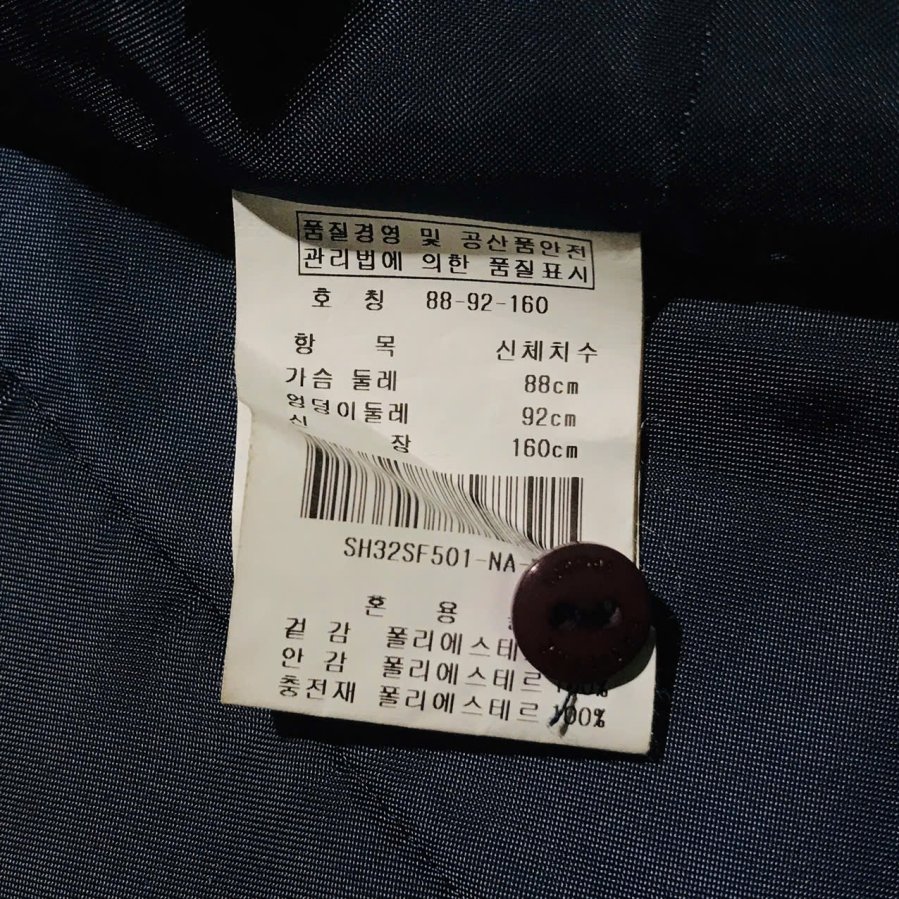 품질경영 및 공산품안전
관리법에 의한 품질표시
호 칭 88-92-160
항 목 신체치수
가슴 둘레 88cm
엉덩이둘레 92cm
신 장 160cm
SH32SF501-NA-
혼 용
겉 감 폴리에스테
안 감 폴리에스테르 100%
충전재 폴리에스테르 100%